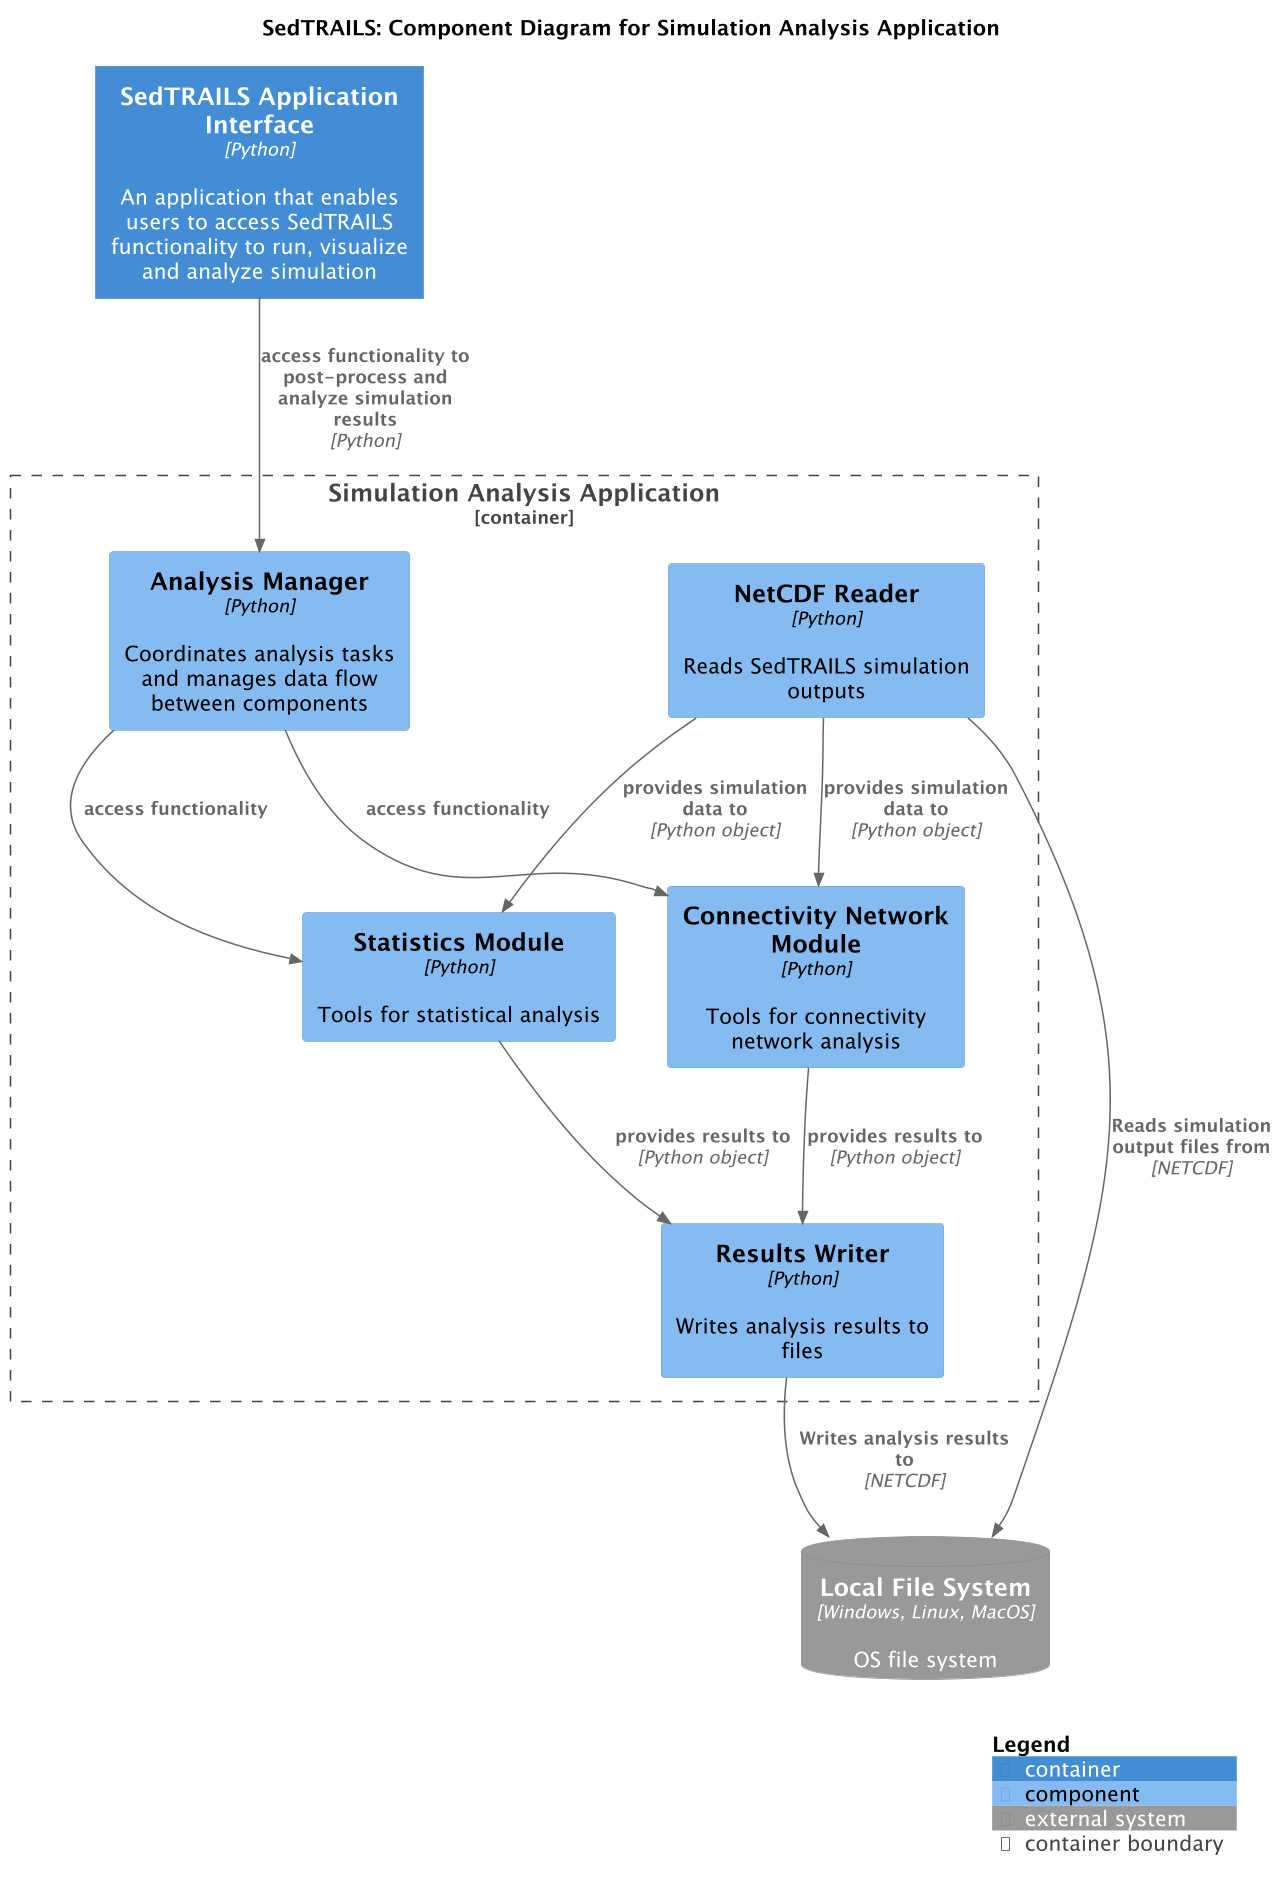 SedTRAILS: Component Diagram for Simulation Analysis Application
SedTRAILS Application
Interface
[Python]
An application that enables
users to access SedTRAILS
functionality to run, visualize
and analyze simulation
access functionality to
post-process and
analyze simulation
results
[Python]
Simulation Analysis Application
[container]
Analysis Manager
[Python]
Coordinates analysis tasks
and manages data flow
between components
NetCDF Reader
[Python]
Reads SedTRAILS simulation
outputs
access functionality
access functionality
provides simulation
data to
[Python object]
provides simulation
data to
[Python object]
Statistics Module
[Python]
Tools for statistical analysis
Connectivity Network
Module
[Python]
Tools for connectivity
network analysis
provides results to
[Python object]
provides results to
[Python object]
Reads simulation
output files from
[NETCDF]
Results Writer
[Python]
Writes analysis results to
files
Writes analysis results
to
[NETCDF]
Local File System
[Windows, Linux, MacOS]
OS file system
Legend
container
component
external system
container boundary